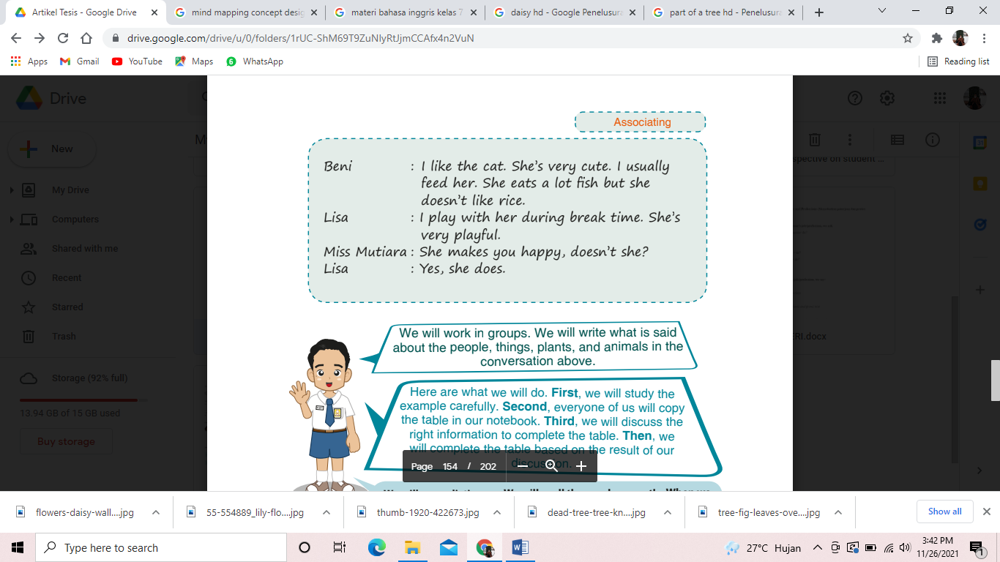 Artikel Tesis - Google Drive
mind mapping concept desig
materi bahasa inggris kelas 7
daisy hd - Google Penelusura
part of a tree hd - Penelusura
drive.google.com/drive/u/0/folders/1rUC-ShM69T9ZuNIyRtJjmCCAfx4n2VuN
Apps Gmail YouTube Maps WhatsApp Reading list
Drive
New
My Drive
Computers
Shared with me
Recent
Starred
Trash
Storage (92% full)
13.94 GB of 15 GB used
Buy storage
spective on student ...
RI.docx
Associating
Beni : I like the cat. She's very cute. I usually
feed her. She eats a lot fish but she
doesn't like rice.
Lisa : I play with her during break time. She's
very playful.
Miss Mutiara : She makes you happy, doesn't she?
Lisa : Yes, she does.
We will work in groups. We will write what is said
about the people, things, plants, and animals in the
conversation above.
Here are what we will do. First, we will study the
example carefully. Second, everyone of us will copy
the table in our notebook. Third, we will discuss the
right information to complete the table. Then, we
will complete the table based on the result of our
discussion.
Page 154 / 202
flowers-daisy-wall....jpg
55-554889_lily-flo....jpg
thumb-1920-422673.jpg
dead-tree-tree-kn....jpg
tree-fig-leaves-ove....jpg
Show all
Type here to search
27°C Hujan
3:42 PM
11/26/2021
1